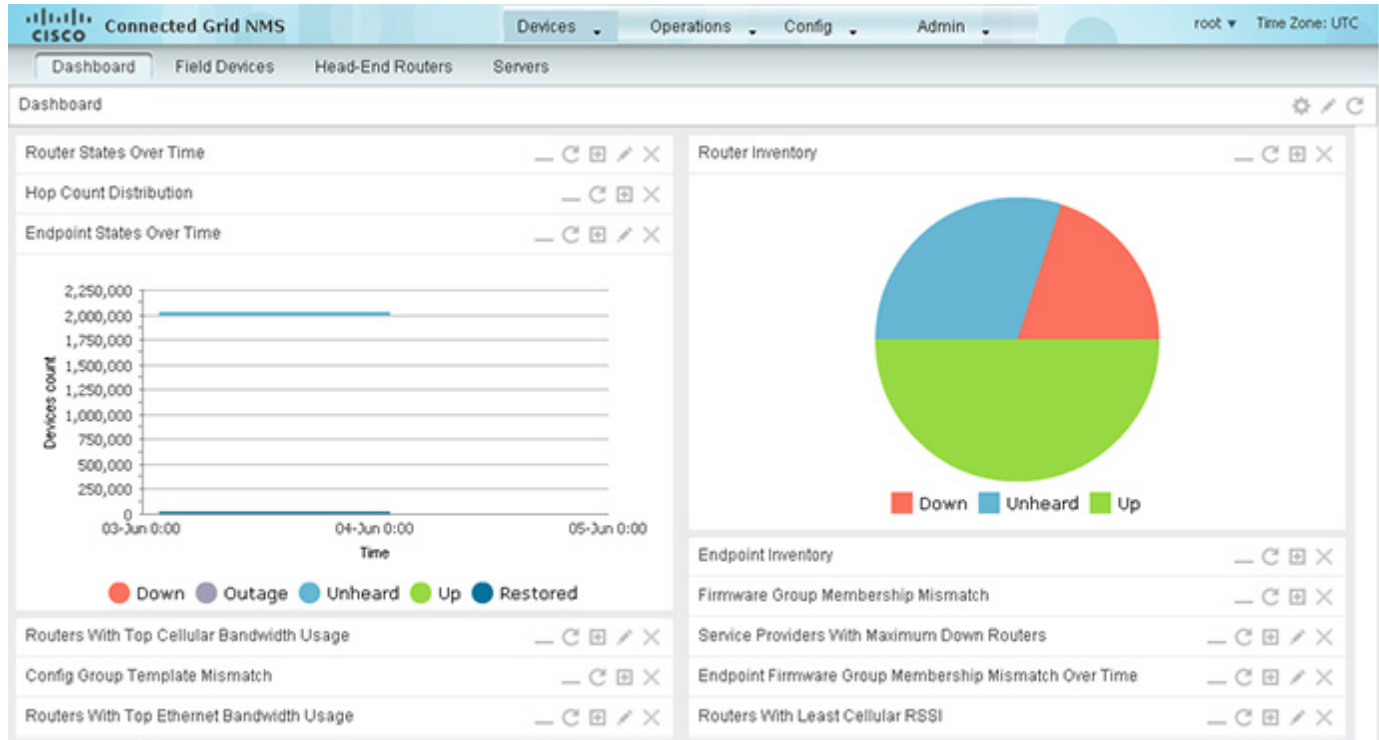 CISCO Connected Grid NMS Devices Operations Config Admin root Time Zone: UTC
Dashboard Field Devices Head-End Routers Servers
Dashboard
Router States Over Time
Hop Count Distribution
Endpoint States Over Time
2,250,000
2,000,000
1,750,000
1,500,000
1,250,000
1,000,000
750,000
500,000
250,000
0
Devices count
03-Jun 0:00 04-Jun 0:00 05-Jun 0:00
Time
Down Outage Unheard Up Restored
Routers With Top Cellular Bandwidth Usage
Config Group Template Mismatch
Routers With Top Ethernet Bandwidth Usage
Router Inventory
Down Unheard Up
Endpoint Inventory
Firmware Group Membership Mismatch
Service Providers With Maximum Down Routers
Endpoint Firmware Group Membership Mismatch Over Time
Routers With Least Cellular RSSI